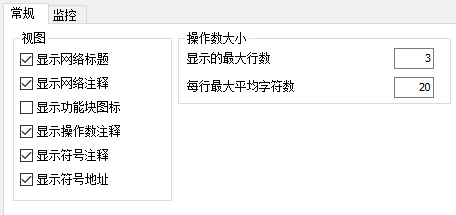 常规 监控
视图
显示网络标题
显示网络注释
显示功能块图标
显示操作数注释
显示符号注释
显示符号地址
操作数大小
显示的最大行数 3
每行最大平均字符数 20